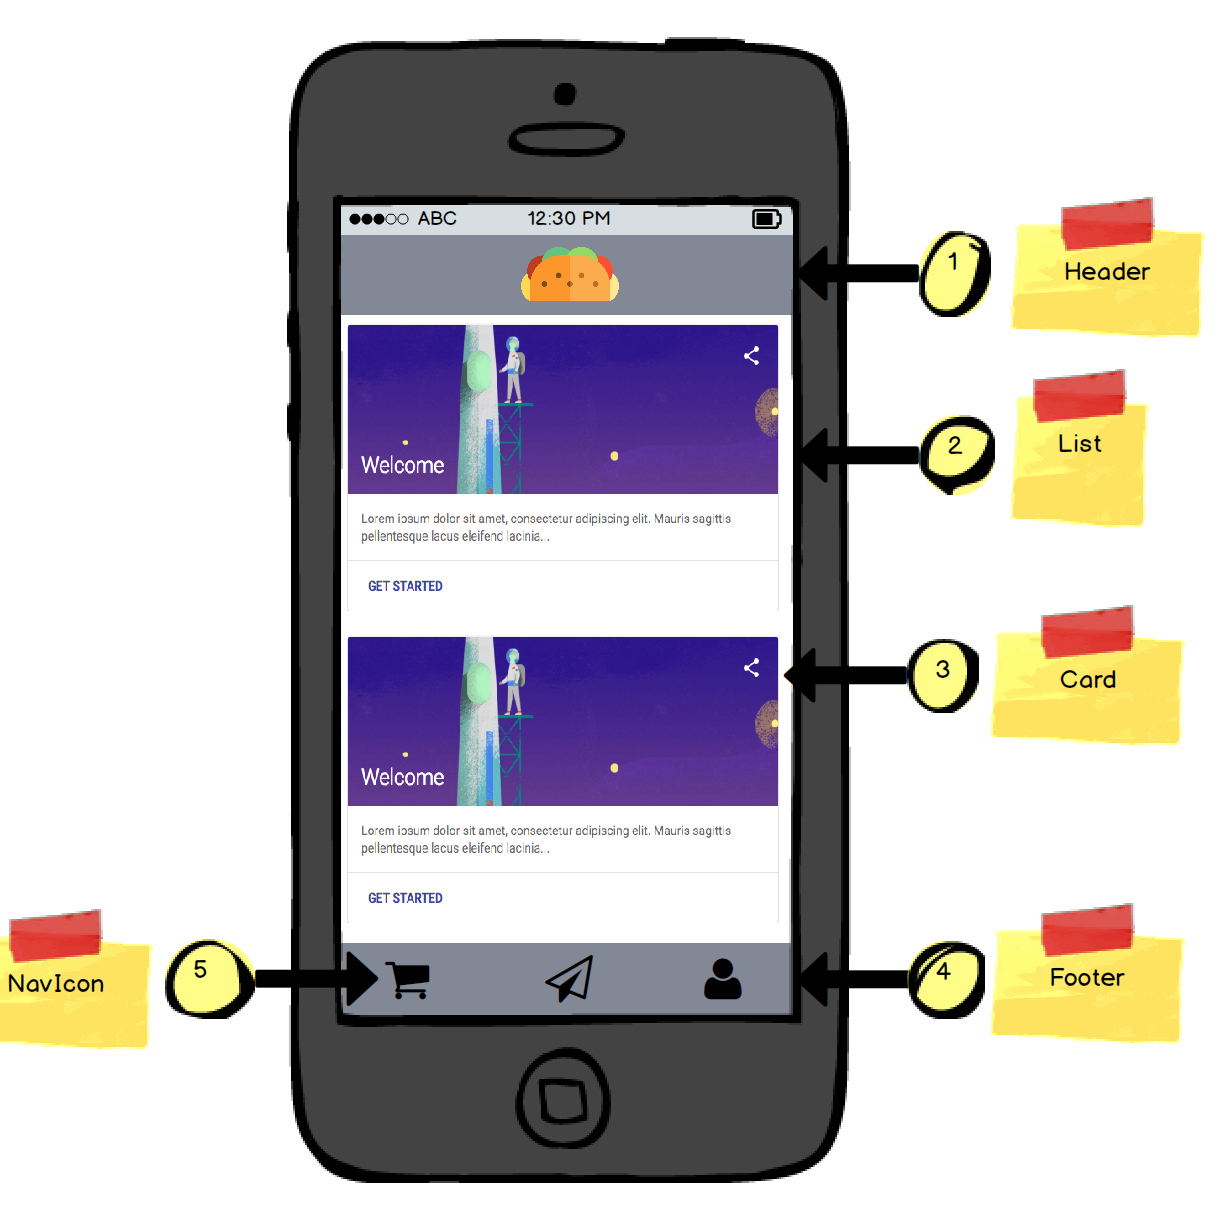 ABC 12:30 PM
1 Header
Welcome
2 List
Lorem ipsum dolor sit amet, consectetur adipiscing elit. Mauris sagittis
pellentesque lacus eleifend lacinia...
GET STARTED
3 Card
Welcome
Lorem ipsum dolor sit amet, consectetur adipiscing elit. Mauris sagittis
pellentesque lacus eleifend lacinia...
GET STARTED
NavIcon 5
4 Footer